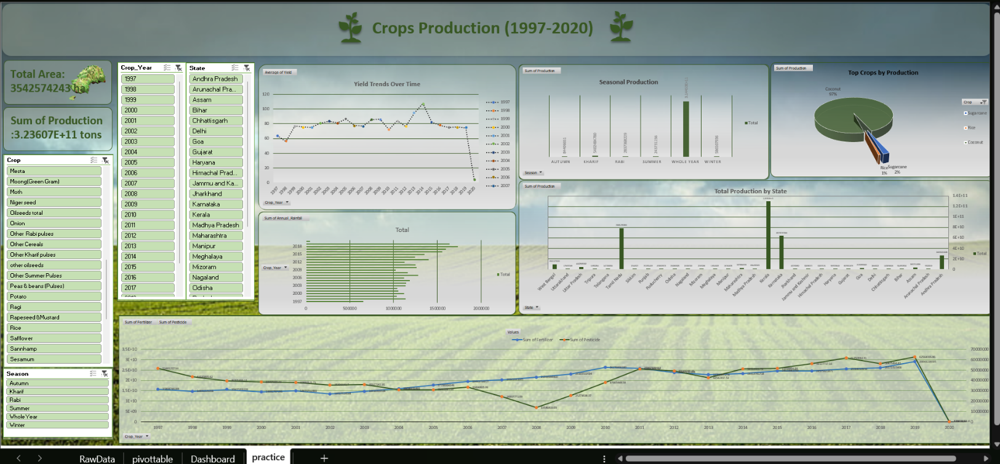 Crops Production (1997-2020)
Total Area:
3542574243 ha
Sum of Production
:3.23607E+11 tons
Crop
Mesta
Moong(Green Gram)
Moth
Niger seed
Oilseeds total
Onion
Other Rabi pulses
Other Cereals
Other Kharif pulses
other oilseeds
Other Summer Pulses
Peas & beans (Pulses)
Potato
Ragi
Rapeseed &Mustard
Rice
Safflower
Sannhamp
Sesamum
Season
Autumn
Kharif
Rabi
Summer
Whole Year
Winter
Crop_Year
1997
1998
1999
2000
2001
2002
2003
2004
2005
2006
2007
2008
2009
2010
2011
2012
2013
2014
2015
2016
2017
State
Andhra Pradesh
Arunachal Pra...
Assam
Bihar
Chhattisgarh
Delhi
Goa
Gujarat
Haryana
Himachal Prad...
Jammu and Ka...
Jharkhand
Karnataka
Kerala
Madhya Pradesh
Maharashtra
Manipur
Meghalaya
Mizoram
Nagaland
Odisha
Average of Yield
Yield Trends Over Time
120
100
80
60
40
20
0
1997 1998 1999 2000 2001 2002 2003 2004 2005 2006 2007 2008 2009 2010 2011 2012 2013 2014 2015 2016 2017 2018 2019 2020
1997
1998
1999
2000
2001
2002
2003
2004
2005
2006
2007
Crop_Year
Sum of Annual_Rainfall
Total
2018
2015
2012
2009
2006
2003
2000
1997
0 500000 1000000 1500000 2000000
Crop_Year
Total
Sum of Production
Seasonal Production
AUTUMN KHARIF RABI SUMMER WHOLE YEAR WINTER
Total
Season
Sum of Production
Top Crops by Production
Coconut
97%
Rice
1%
Sugarcane
2%
Crop
Sugarcane
Rice
Coconut
Sum of Production
Total Production by State
1.4E+11
1.2E+11
1E+11
8E+10
6E+10
4E+10
2E+10
0
West Bengal Uttarakhand Uttar Pradesh Tripura Telangana Tamil Nadu Sikkim Punjab Puducherry Odisha Nagaland Mizoram Meghalaya Manipur Maharashtra Madhya Pradesh Kerala Karnataka Jharkhand Jammu and Kashmir Himachal Pradesh Haryana Gujarat Goa Delhi Chhattisgarh Bihar Assam Arunachal Pradesh Andhra Pradesh
Total
State
Sum of Fertilizer Sum of Pesticide
Values
Sum of Fertilizer Sum of Pesticide
3.5E+10
3E+10
2.5E+10
2E+10
1.5E+10
1E+10
5E+09
0
70000000
60000000
50000000
40000000
30000000
20000000
10000000
0
1997 1998 1999 2000 2001 2002 2003 2004 2005 2006 2007 2008 2009 2010 2011 2012 2013 2014 2015 2016 2017 2018 2019 2020
Crop_Year
RawData pivottable Dashboard practice